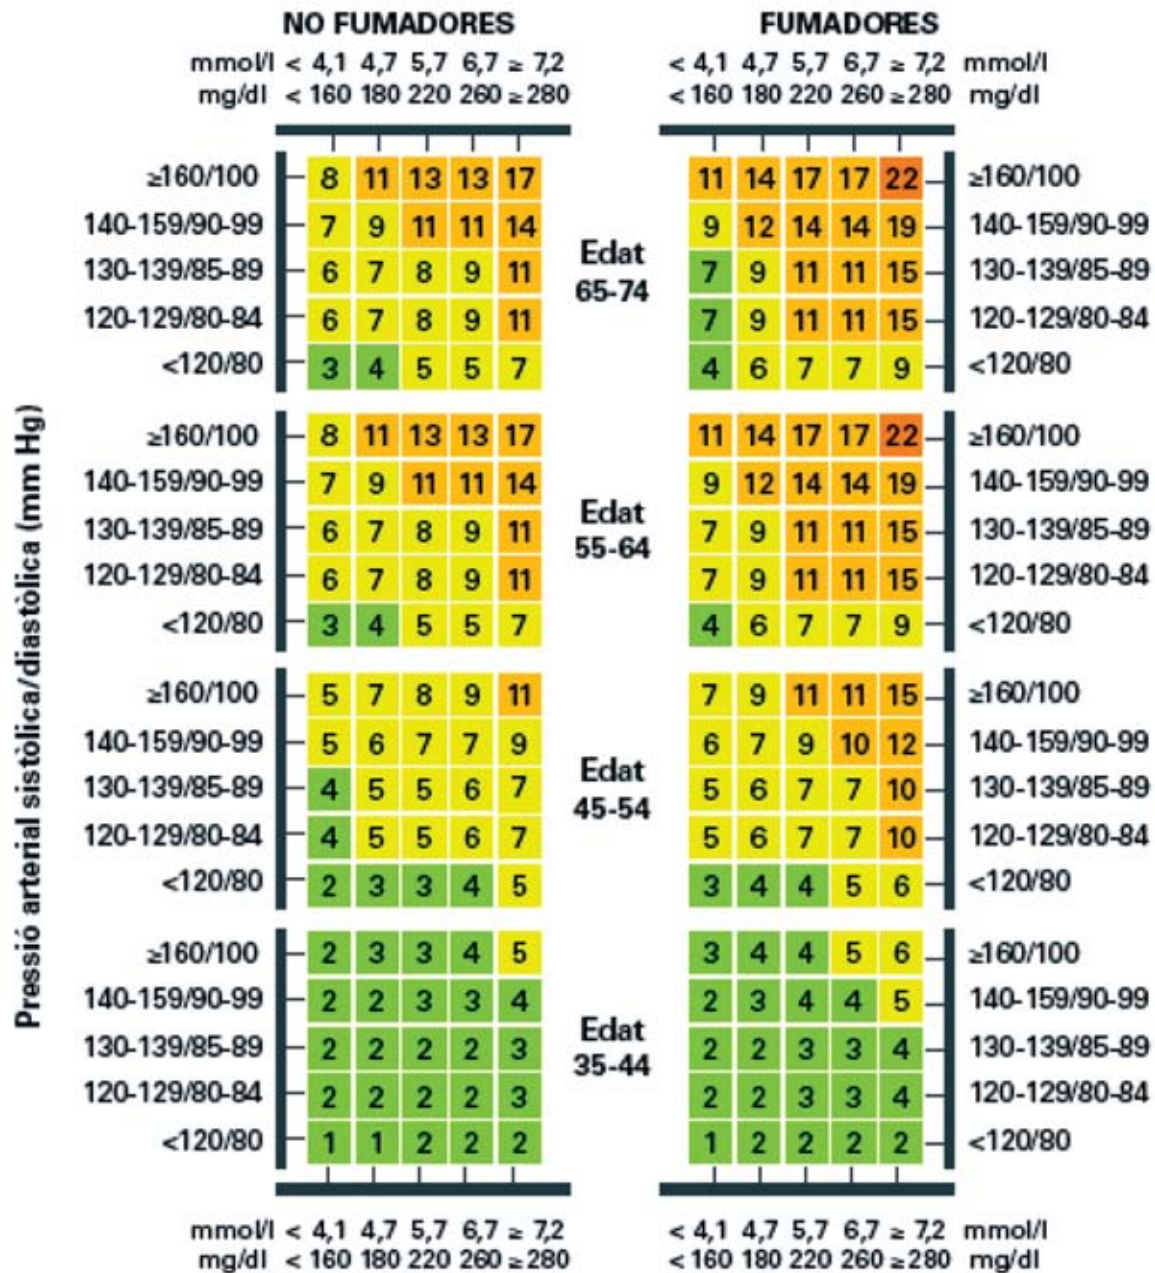 NO FUMADORES FUMADORES
mmol/l < 4,1 4,7 5,7 6,7 ≥ 7,2 < 4,1 4,7 5,7 6,7 ≥ 7,2 mmol/l
mg/dl < 160 180 220 260 ≥ 280 < 160 180 220 260 ≥ 280 mg/dl
Pressió arterial sistòlica/diastòlica (mm Hg)
≥160/100 8 11 13 13 17 11 14 17 17 22 ≥160/100
140-159/90-99 7 9 11 11 14 9 12 14 14 19 140-159/90-99
Edat
65-74
130-139/85-89 6 7 8 9 11 7 9 11 11 15 130-139/85-89
120-129/80-84 6 7 8 9 11 7 9 11 11 15 120-129/80-84
<120/80 3 4 5 5 7 4 6 7 7 9 <120/80
≥160/100 8 11 13 13 17 11 14 17 17 22 ≥160/100
140-159/90-99 7 9 11 11 14 9 12 14 14 19 140-159/90-99
Edat
55-64
130-139/85-89 6 7 8 9 11 7 9 11 11 15 130-139/85-89
120-129/80-84 6 7 8 9 11 7 9 11 11 15 120-129/80-84
<120/80 3 4 5 5 7 4 6 7 7 9 <120/80
≥160/100 5 7 8 9 11 7 9 11 11 15 ≥160/100
140-159/90-99 5 6 7 7 9 6 7 9 10 12 140-159/90-99
Edat
45-54
130-139/85-89 4 5 5 6 7 5 6 7 7 10 130-139/85-89
120-129/80-84 4 5 5 6 7 5 6 7 7 10 120-129/80-84
<120/80 2 3 3 4 5 3 4 4 5 6 <120/80
≥160/100 2 3 3 4 5 3 4 4 5 6 ≥160/100
140-159/90-99 2 2 3 3 4 2 3 4 4 5 140-159/90-99
Edat
35-44
130-139/85-89 2 2 2 2 3 2 2 3 3 4 130-139/85-89
120-129/80-84 2 2 2 2 3 2 2 3 3 4 120-129/80-84
<120/80 1 1 2 2 2 1 2 2 2 2 <120/80
mmol/l < 4,1 4,7 5,7 6,7 ≥ 7,2 < 4,1 4,7 5,7 6,7 ≥ 7,2 mmol/l
mg/dl < 160 180 220 260 ≥ 280 < 160 180 220 260 ≥ 280 mg/dl